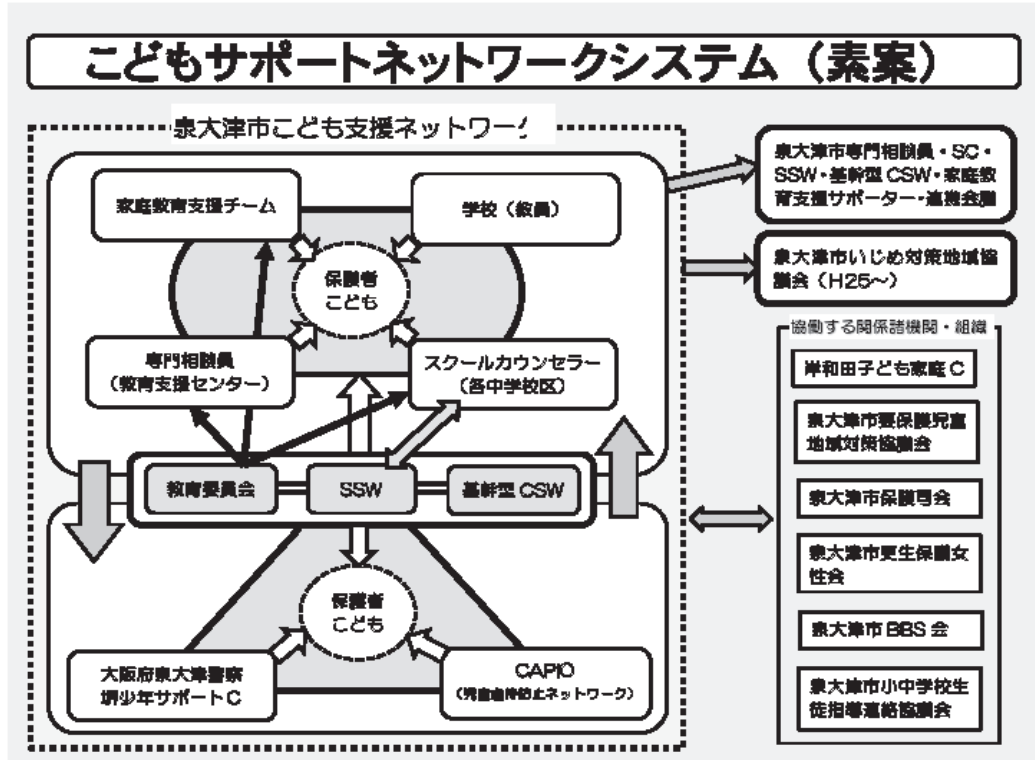 こどもサポートネットワークシステム（素案）
泉大津市こども支援ネットワーク
家庭教育支援チーム
学校（教員）
保護者
こども
専門相談員
（教育支援センター）
スクールカウンセラー
（各中学校区）
教育委員会
SSW
基幹型 CSW
保護者
こども
大阪府泉大津警察
堺少年サポート C
CAPIO
（児童虐待防止ネットワーク）
泉大津市専門相談員・SC・
SSW・基幹型 CSW・家庭教
育支援サポーター・連携会議
泉大津市いじめ対策地域協
議会（H25～）
協働する関係諸機関・組織
岸和田子ども家庭 C
泉大津市要保護児童
地域対策協議会
泉大津市保護司会
泉大津市更生保護女
性会
泉大津市 BBS 会
泉大津市小中学校生
徒指導連絡協議会